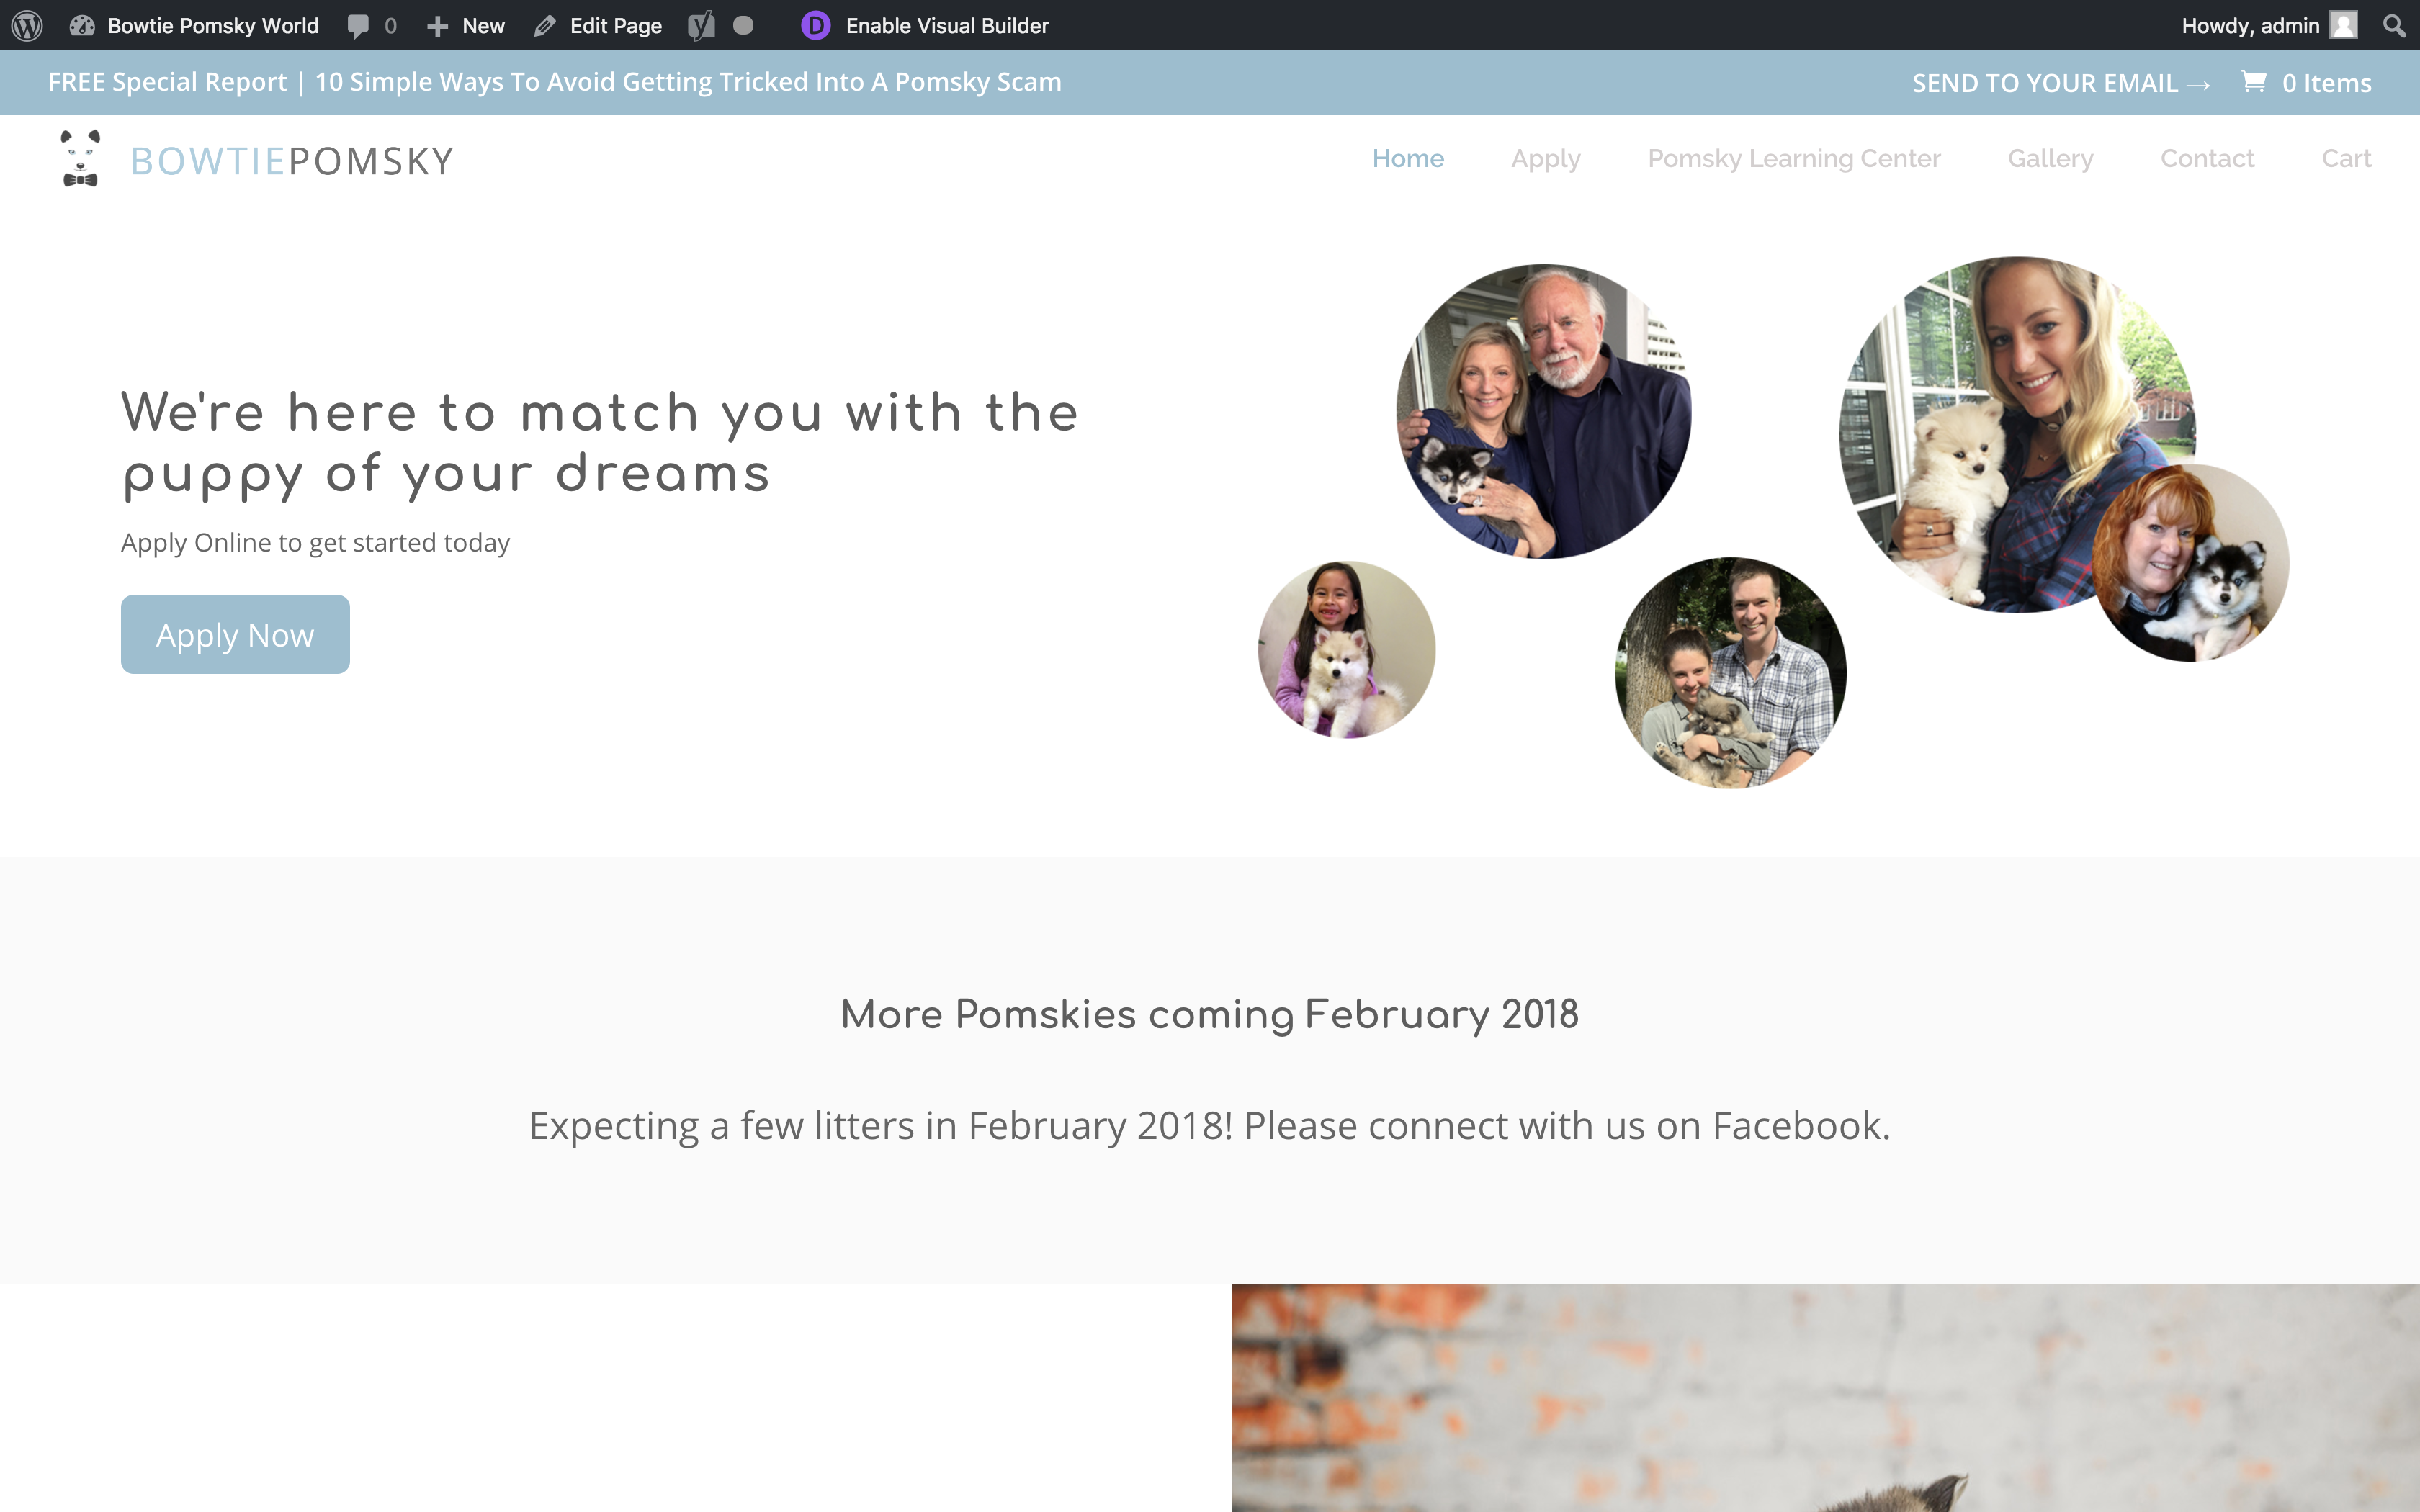 Bowtie Pomsky World 0 New Edit Page Enable Visual Builder Howdy, admin
FREE Special Report | 10 Simple Ways To Avoid Getting Tricked Into A Pomsky Scam SEND TO YOUR EMAIL → 0 Items
BOWTIEPOMSKY Home Apply Pomsky Learning Center Gallery Contact Cart
We're here to match you with the
puppy of your dreams
Apply Online to get started today
Apply Now
More Pomskies coming February 2018
Expecting a few litters in February 2018! Please connect with us on Facebook.